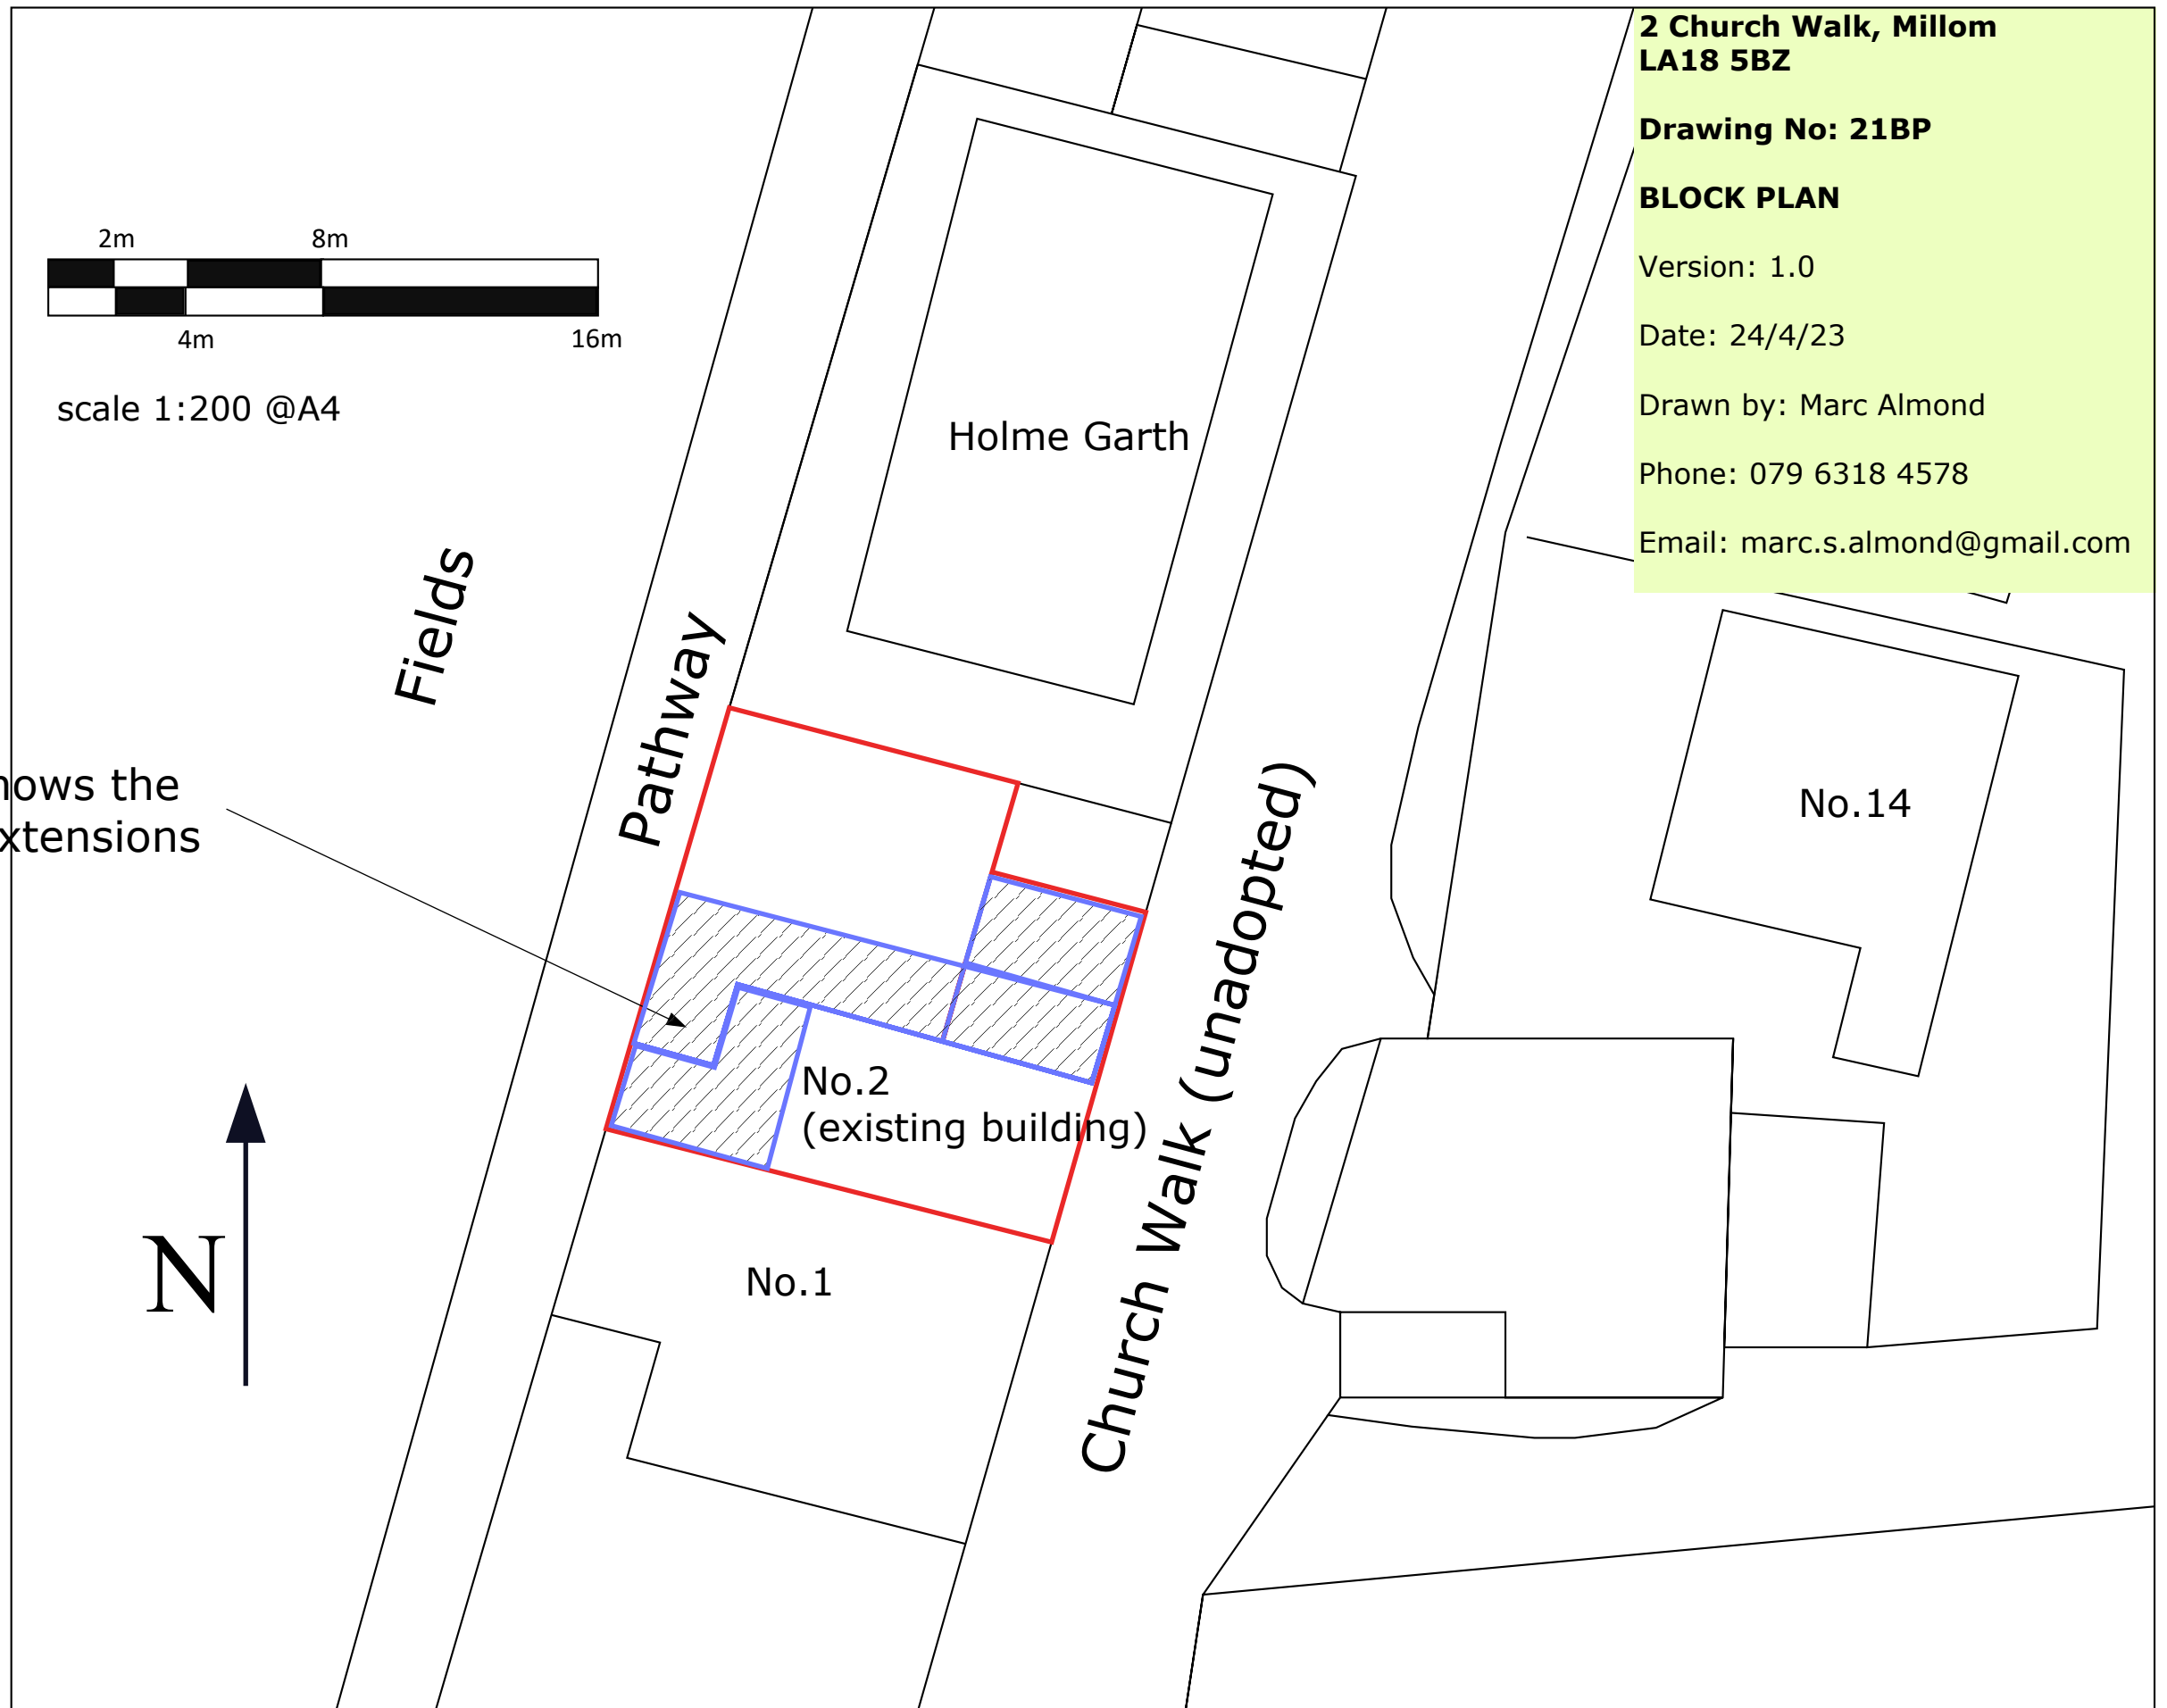 2 Church Walk, Millom
LA18 5BZ
Drawing No: 21BP
BLOCK PLAN
Version: 1.0
Date: 24/4/23
Drawn by: Marc Almond
Phone: 079 6318 4578
Email: marc.s.almond@gmail.com
2m 8m
4m 16m
scale 1:200 @A4
Holme Garth
Fields
Pathway
the
No.14
Church Walk (unadopted)
No.2
(existing building)
No.1
N